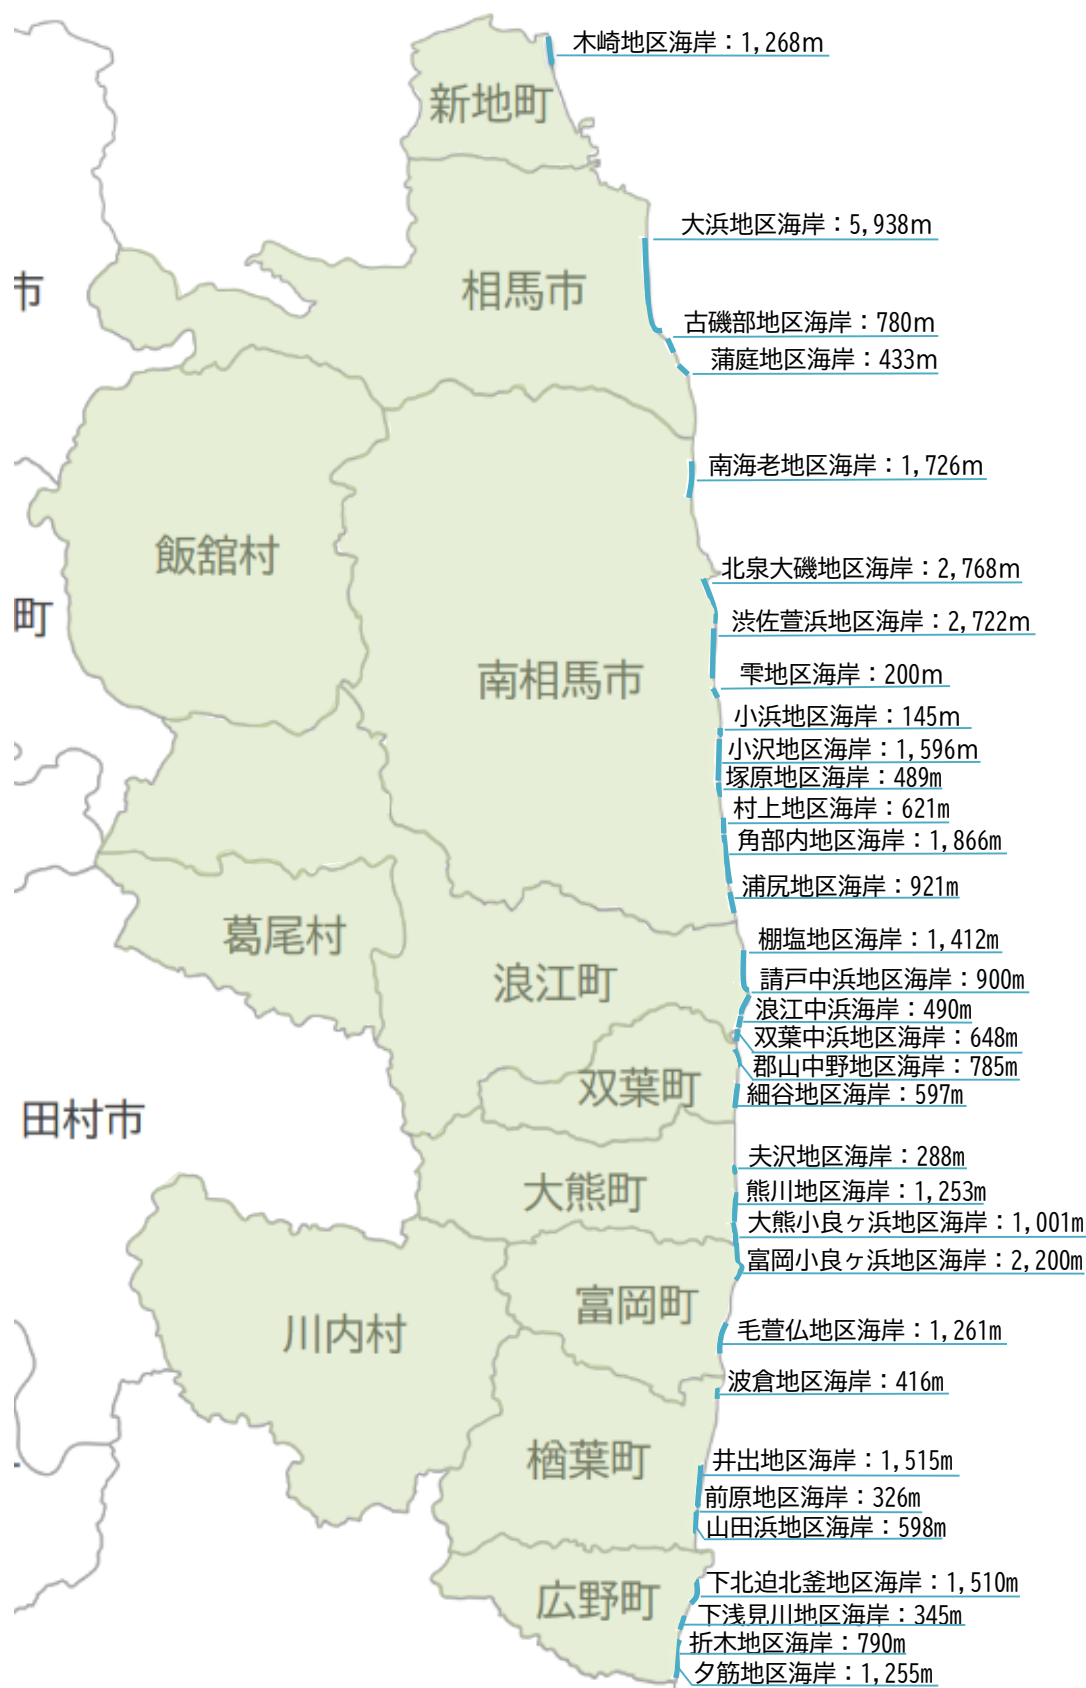 木崎地区海岸：1,268m
新地町
大浜地区海岸：5,938m
市
相馬市
古磯部地区海岸：780m
蒲庭地区海岸：433m
南海老地区海岸：1,726m
飯舘村
北泉大磯地区海岸：2,768m
町
渋佐萱浜地区海岸：2,722m
南相馬市
雫地区海岸：200m
小浜地区海岸：145m
小沢地区海岸：1,596m
塚原地区海岸：489m
村上地区海岸：621m
角部内地区海岸：1,866m
浦尻地区海岸：921m
葛尾村
棚塩地区海岸：1,412m
浪江町
請戸中浜地区海岸：900m
浪江中浜海岸：490m
双葉中浜地区海岸：648m
郡山中野地区海岸：785m
双葉町
細谷地区海岸：597m
田村市
夫沢地区海岸：288m
大熊町
熊川地区海岸：1,253m
大熊小良ヶ浜地区海岸：1,001m
富岡小良ヶ浜地区海岸：2,200m
富岡町
川内村
毛萱仏地区海岸：1,261m
波倉地区海岸：416m
楢葉町
井出地区海岸：1,515m
前原地区海岸：326m
山田浜地区海岸：598m
下北迫北釜地区海岸：1,510m
広野町
下浅見川地区海岸：345m
折木地区海岸：790m
夕筋地区海岸：1,255m